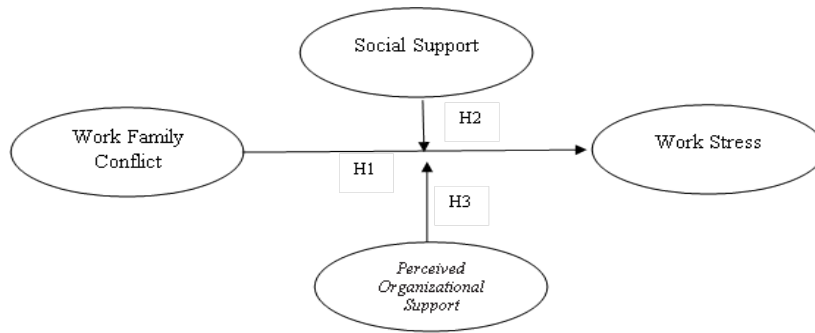 Social Support
H2
Work Family
Conflict
Work Stress
H1
H3
Perceived
Organizational
Support